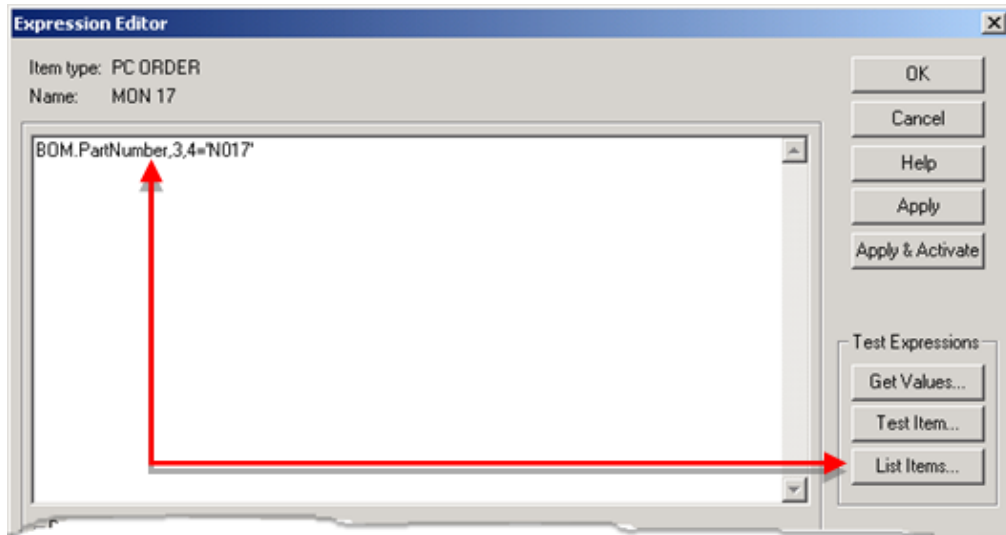 Expression Editor
Item type: PC ORDER
Name: MON 17
BOM.PartNumber,3,4='N017'
OK
Cancel
Help
Apply
Apply & Activate
Test Expressions
Get Values...
Test Item...
List Items...